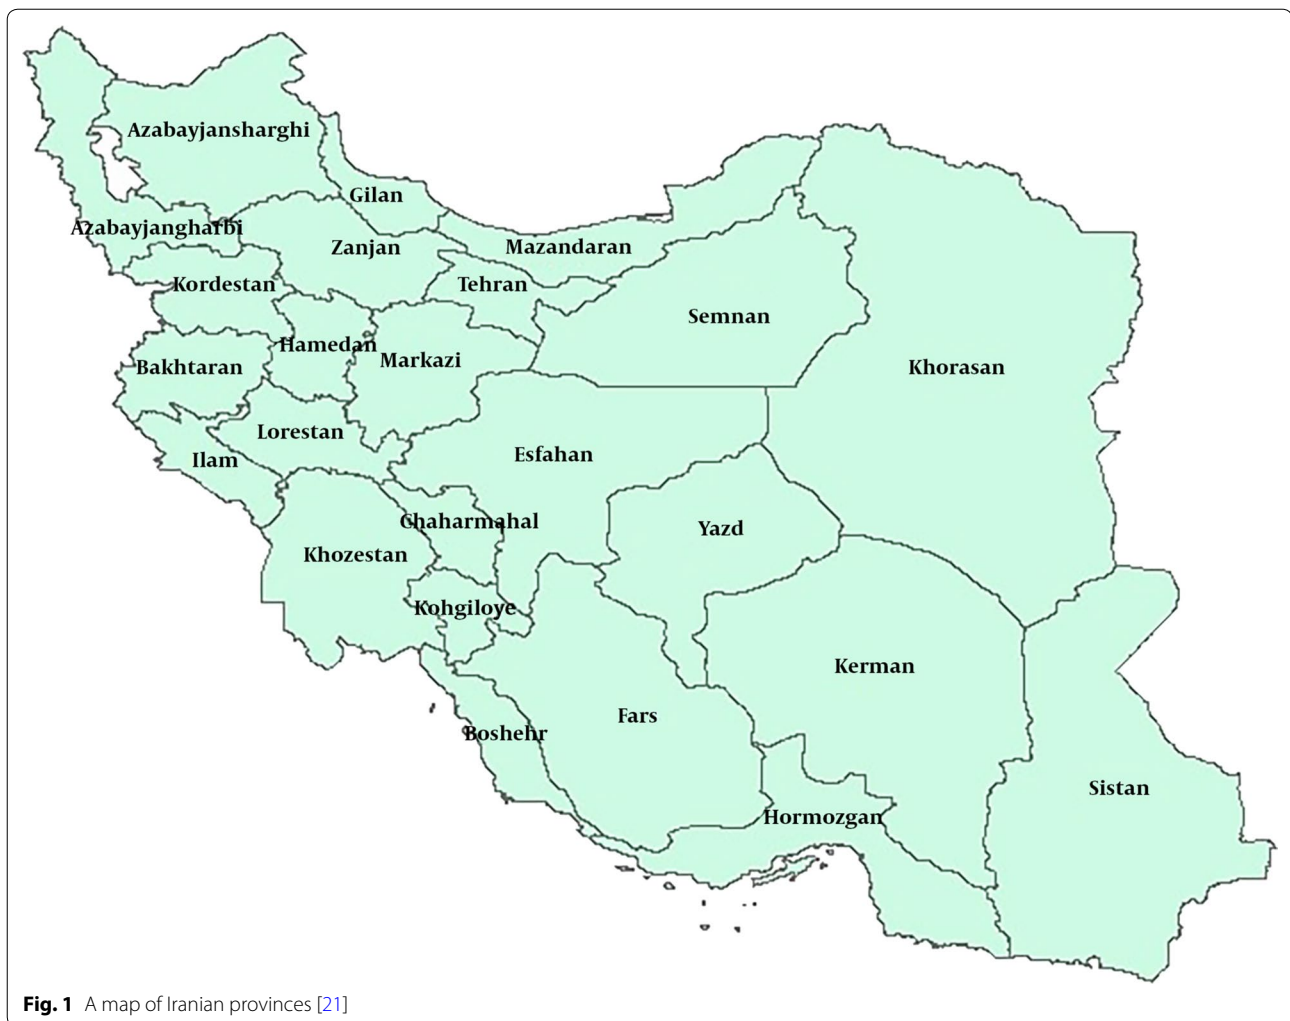 Azabayjansharghi
Gilan
Azabayjangharbi
Zanjan
Mazandaran
Kordestan
Tehran
Semnan
Hamedan
Markazi
Bakhtaran
Khorasan
Lorestan
Ilam
Esfahan
Chaharmahal
Yazd
Khozestan
Kohgiloye
Kerman
Fars
Boshehr
Sistan
Hormozgan
Fig. 1 A map of Iranian provinces [21]